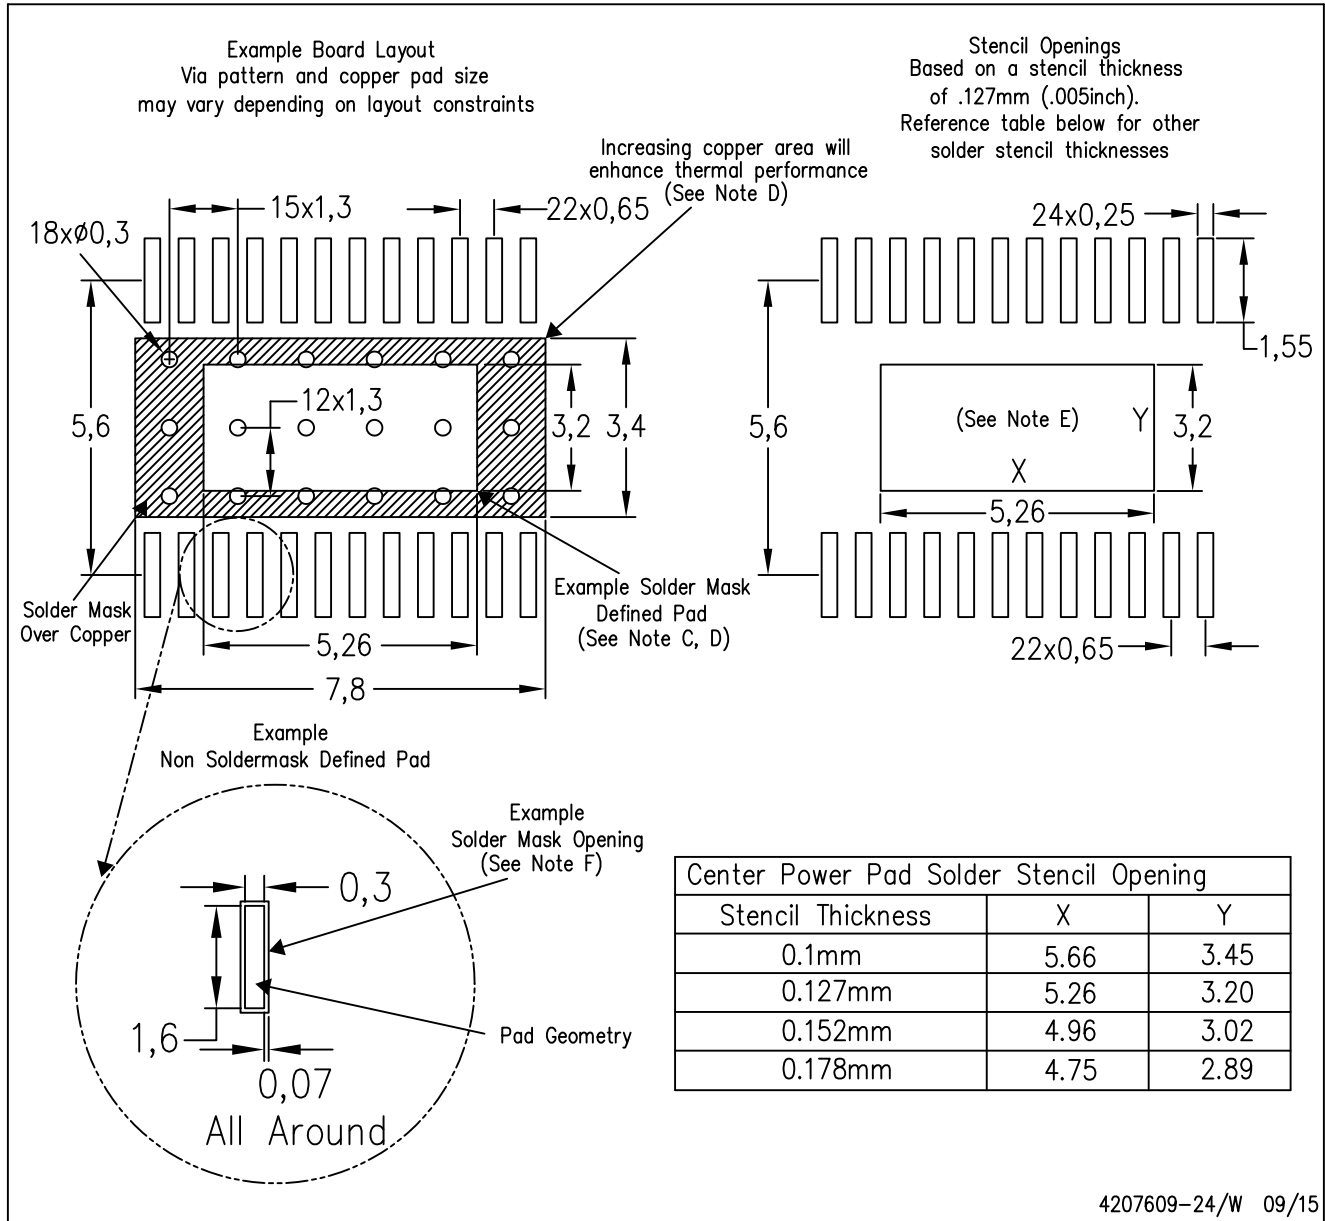 Example Board Layout
Via pattern and copper pad size
may vary depending on layout constraints
Stencil Openings
Based on a stencil thickness
of .127mm (.005inch).
Reference table below for other
solder stencil thicknesses
Increasing copper area will
enhance thermal performance
(See Note D)
15x1,3
22x0,65
18xø0,3
5,6
12x1,3
3,2
3,4
Solder Mask
Over Copper
Example Solder Mask
Defined Pad
(See Note C, D)
5,26
7,8
24x0,25
1,55
5,6
(See Note E)
Y
3,2
X
5,26
22x0,65
Example
Non Soldermask Defined Pad
Example
Solder Mask Opening
(See Note F)
0,3
1,6
Pad Geometry
0,07
All Around
Center Power Pad Solder Stencil Opening
Stencil Thickness X Y
0.1mm 5.66 3.45
0.127mm 5.26 3.20
0.152mm 4.96 3.02
0.178mm 4.75 2.89
4207609-24/W 09/15